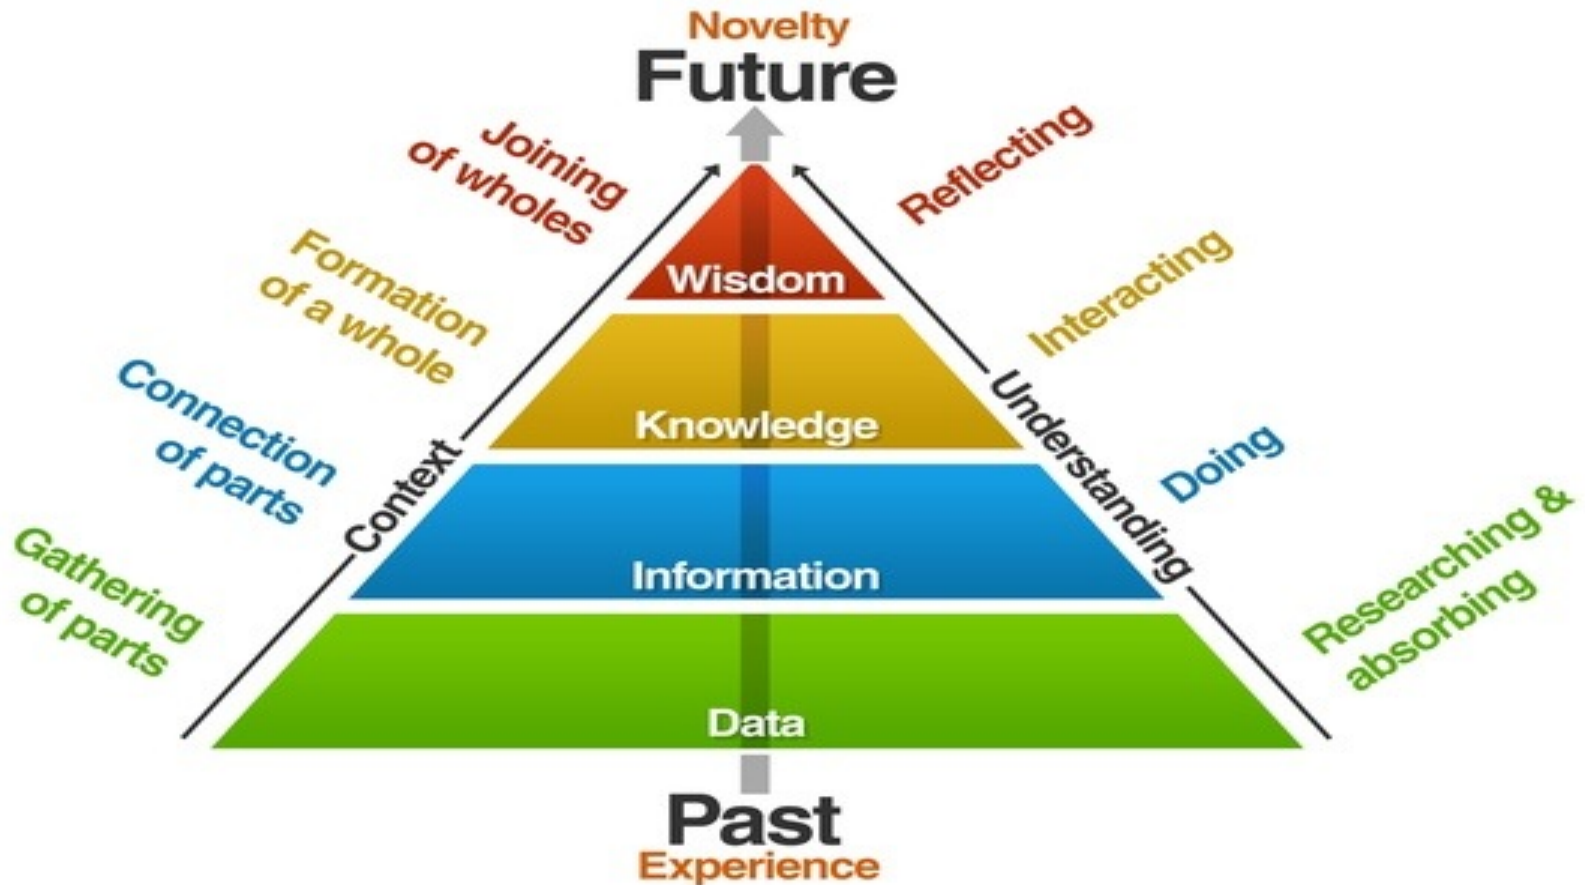 Novelty
Future
Joining
of wholes
Reflecting
Formation
of a whole
Interacting
Wisdom
Connection
of parts
Context
Knowledge
Understanding
Doing
Gathering
of parts
Information
Researching &
absorbing
Data
Past
Experience